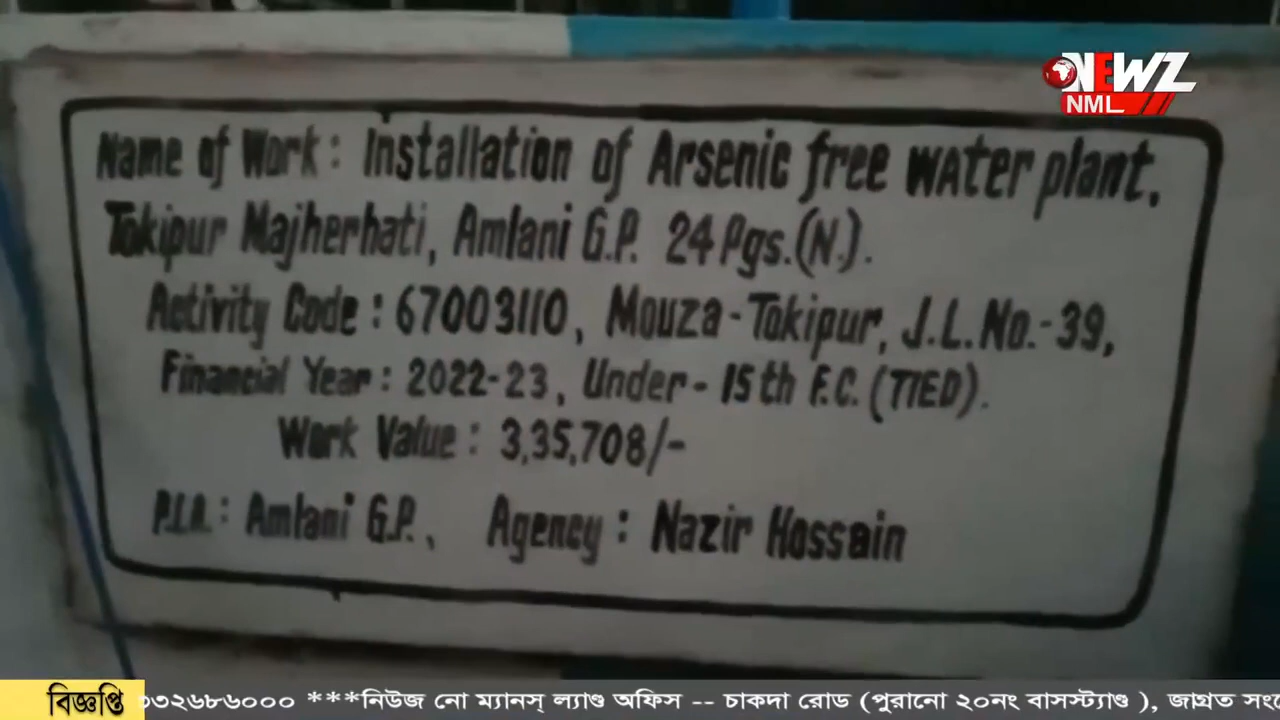 NEWZ
NML
Name of Work : Installation of Arsenic free WATer plant.
Tokipur Majherhati, Amlani G.P. 24 Pgs.(N.).
Activity Code : 67003110, Mouza-Tokipur, J.L.No.-39,
Financial Year : 2022-23, Under- 15th F.C. (TIED).
Work Value : 3,35,708/-
P.I.A. : Amlani G.P., Agency : Nazir Hossain
বিজ্ঞপ্তি ৩৩২৬৮৬০০০ ***নিউজ নো ম্যানস্ ল্যাণ্ড অফিস -- চাকদা রোড (পুরানো ২০নং বাসস্ট্যাণ্ড ), জাগ্রত